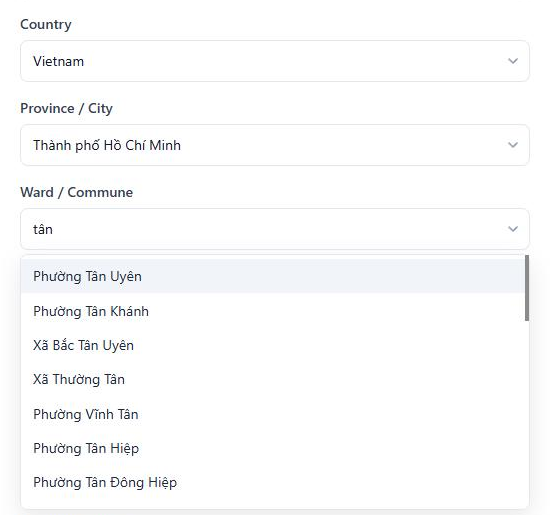 Country
Vietnam
Province / City
Thành phố Hồ Chí Minh
Ward / Commune
tân
Phường Tân Uyên
Phường Tân Khánh
Xã Bắc Tân Uyên
Xã Thường Tân
Phường Vĩnh Tân
Phường Tân Hiệp
Phường Tân Đông Hiệp